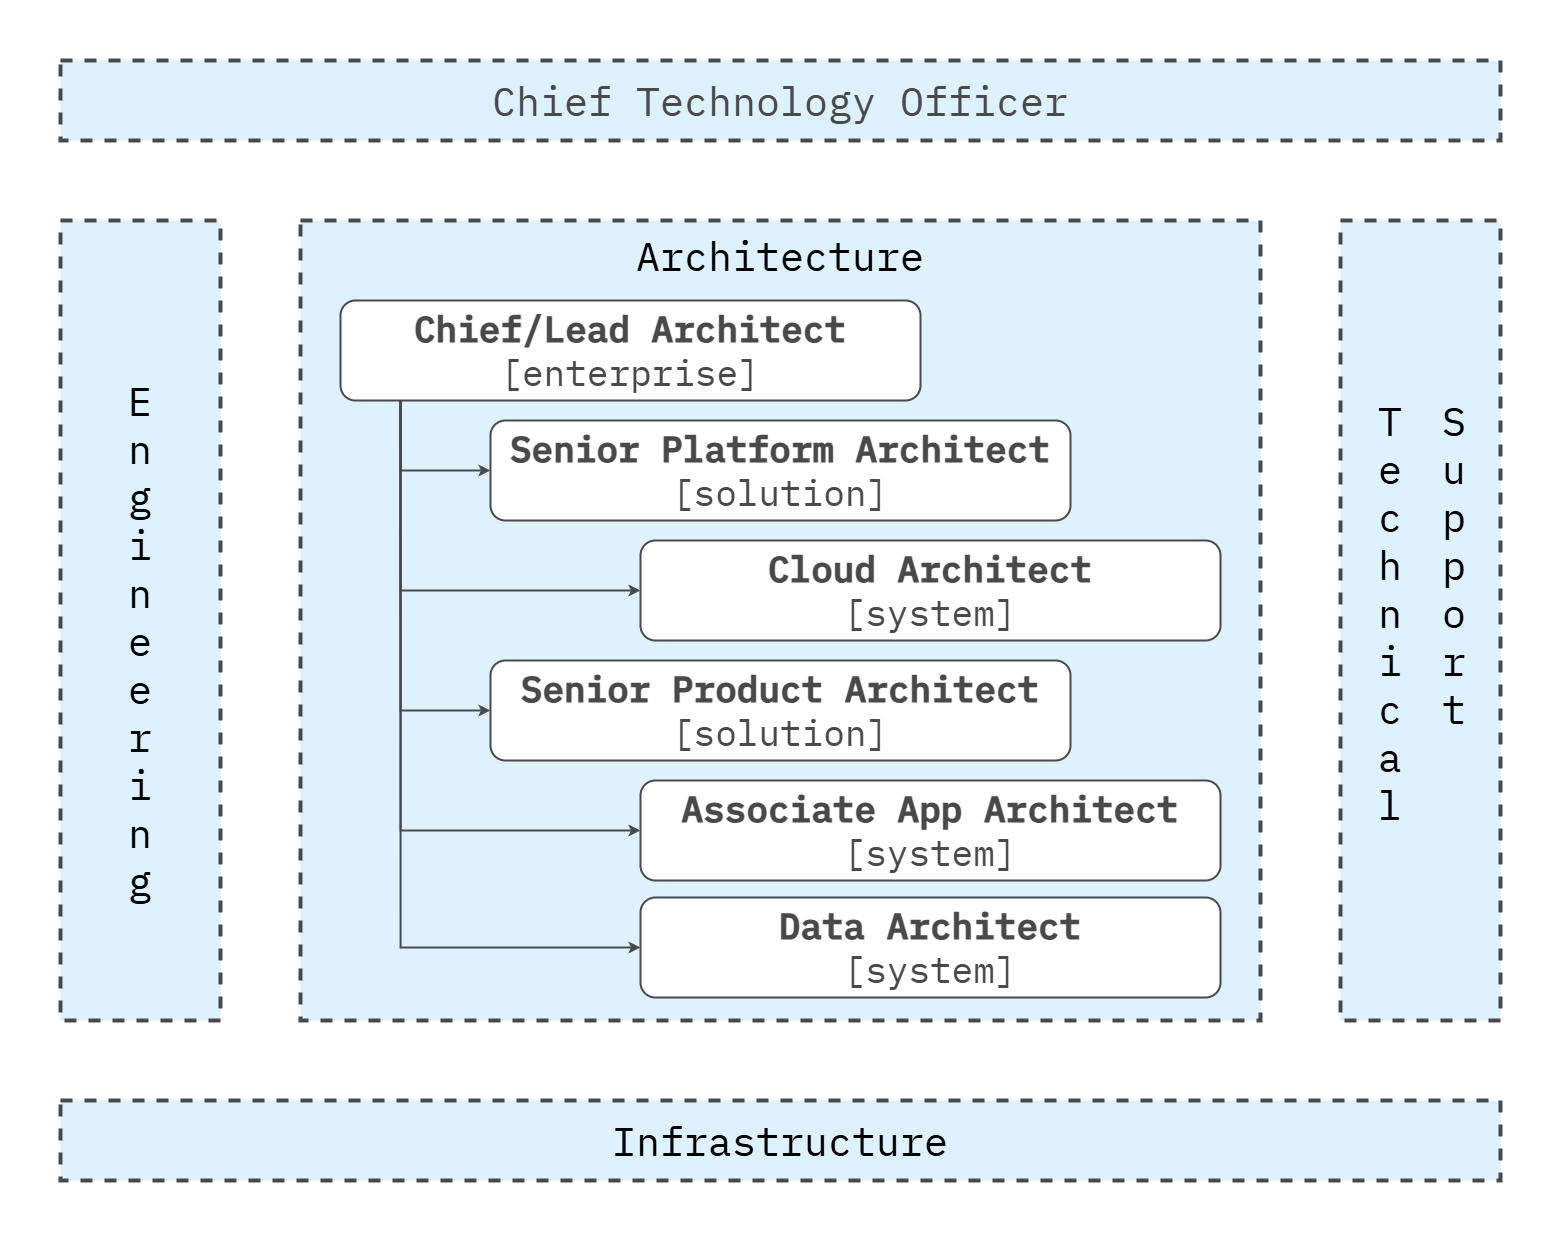 Chief Technology Officer
Engineering
Architecture
Chief/Lead Architect
[enterprise]
Senior Platform Architect
[solution]
Cloud Architect
[system]
Senior Product Architect
[solution]
Associate App Architect
[system]
Data Architect
[system]
Technical
Support
Infrastructure